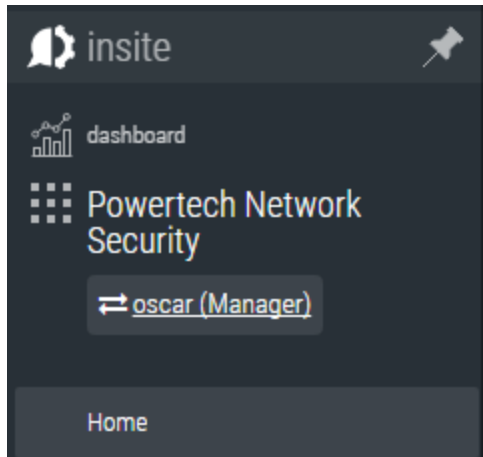 insite
dashboard
Powertech Network
Security
oscar (Manager)
Home